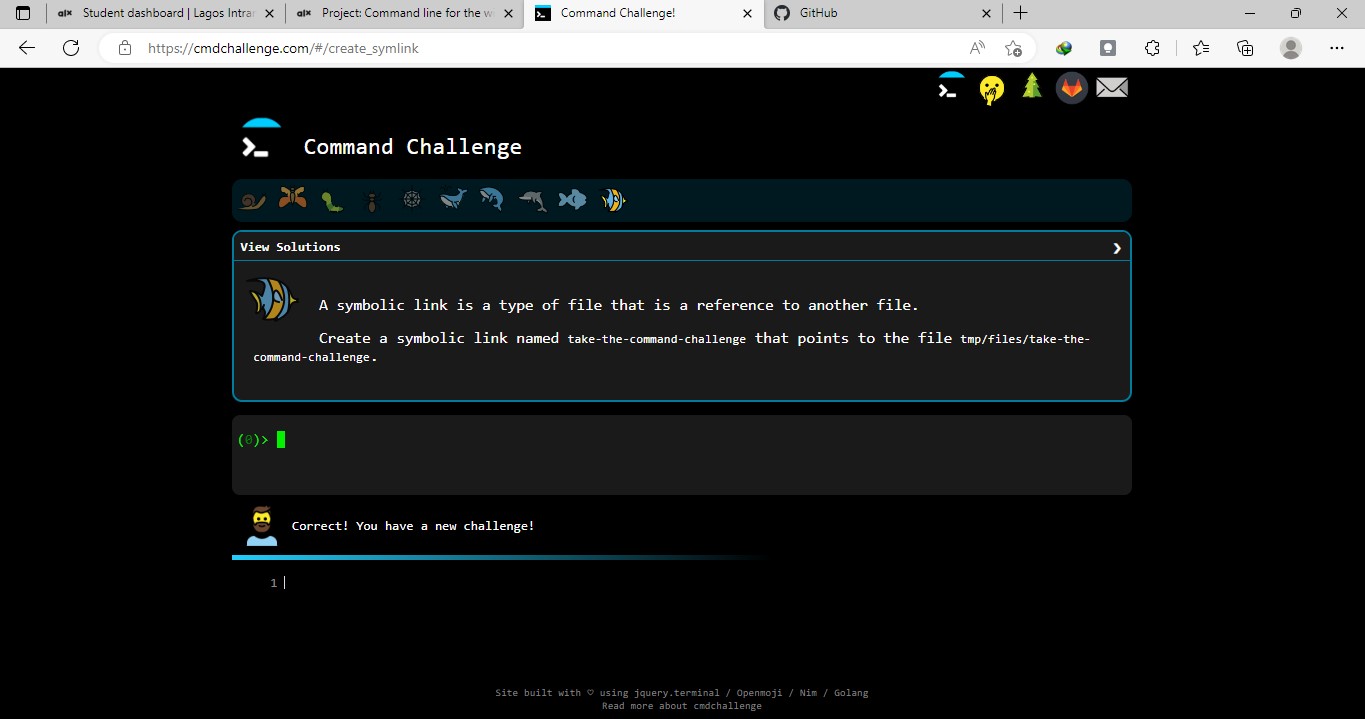 alx Student dashboard | Lagos Intrar
alx Project: Command line for the w
Command Challenge!
GitHub
https://cmdchallenge.com/#/create_symlink
Command Challenge
View Solutions
A symbolic link is a type of file that is a reference to another file.
Create a symbolic link named take-the-command-challenge that points to the file tmp/files/take-the-
command-challenge.
(0)>
Correct! You have a new challenge!
1
Site built with ♡ using jquery.terminal / Openmoji / Nim / Golang
Read more about cmdchallenge